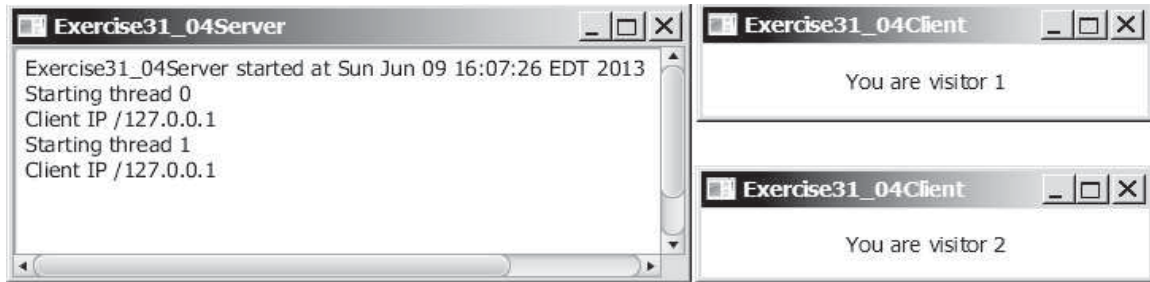 Exercise31_04Server
Exercise31_04Server started at Sun Jun 09 16:07:26 EDT 2013
Starting thread 0
Client IP /127.0.0.1
Starting thread 1
Client IP /127.0.0.1
Exercise31_04Client
You are visitor 1
Exercise31_04Client
You are visitor 2